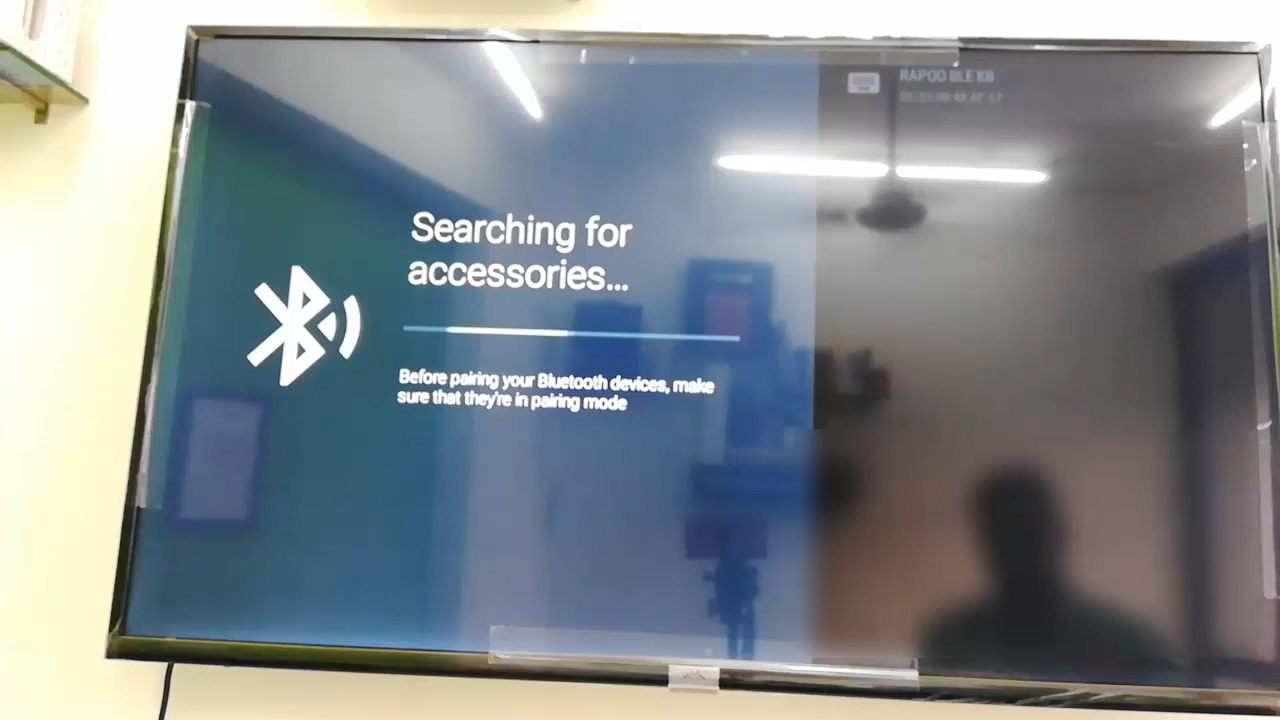 Searching for
accessories...
Before pairing your Bluetooth devices, make
sure that they're in pairing mode
RAPOO BLE KB